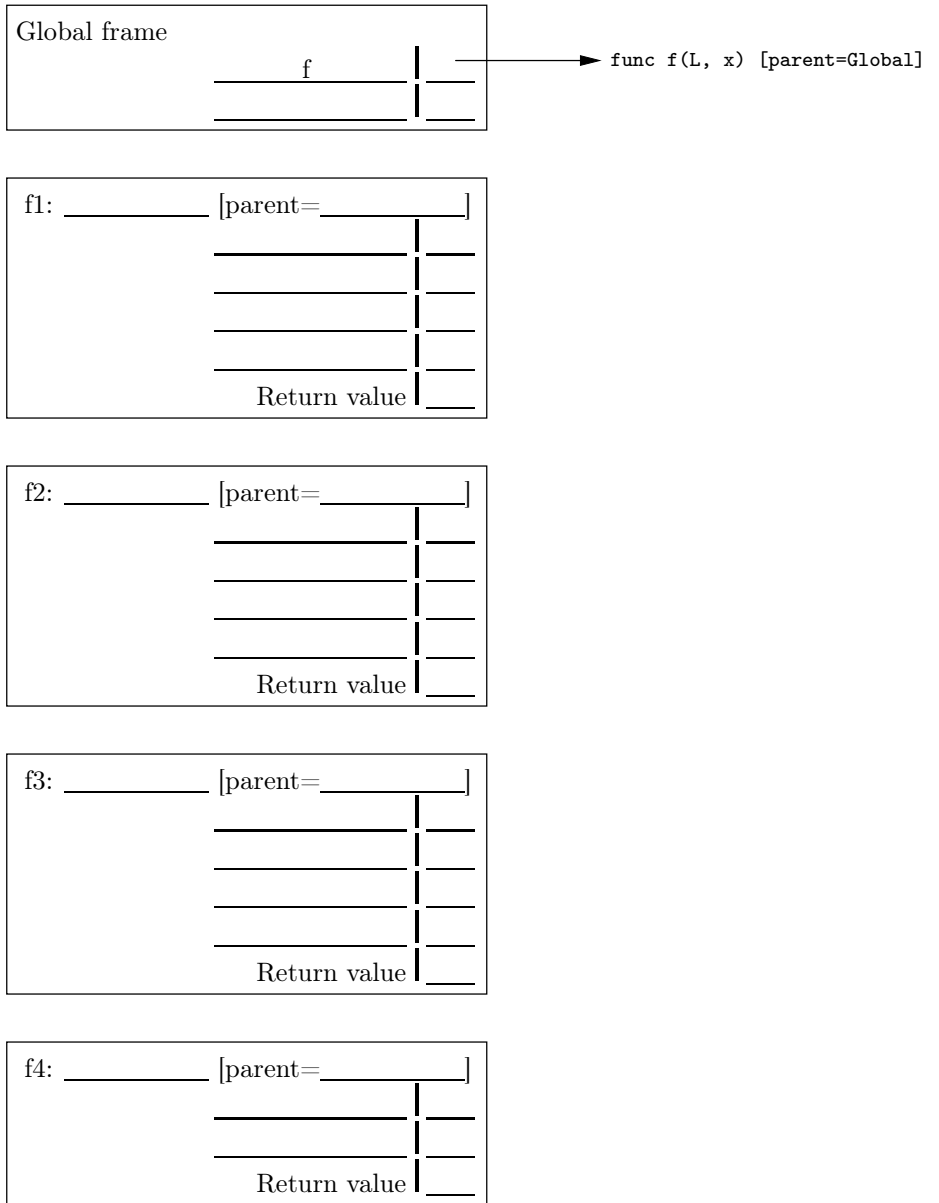 Global frame
f
func f(L, x) [parent=Global]
f1: [parent= ]
Return value
f2: [parent= ]
Return value
f3: [parent= ]
Return value
f4: [parent= ]
Return value